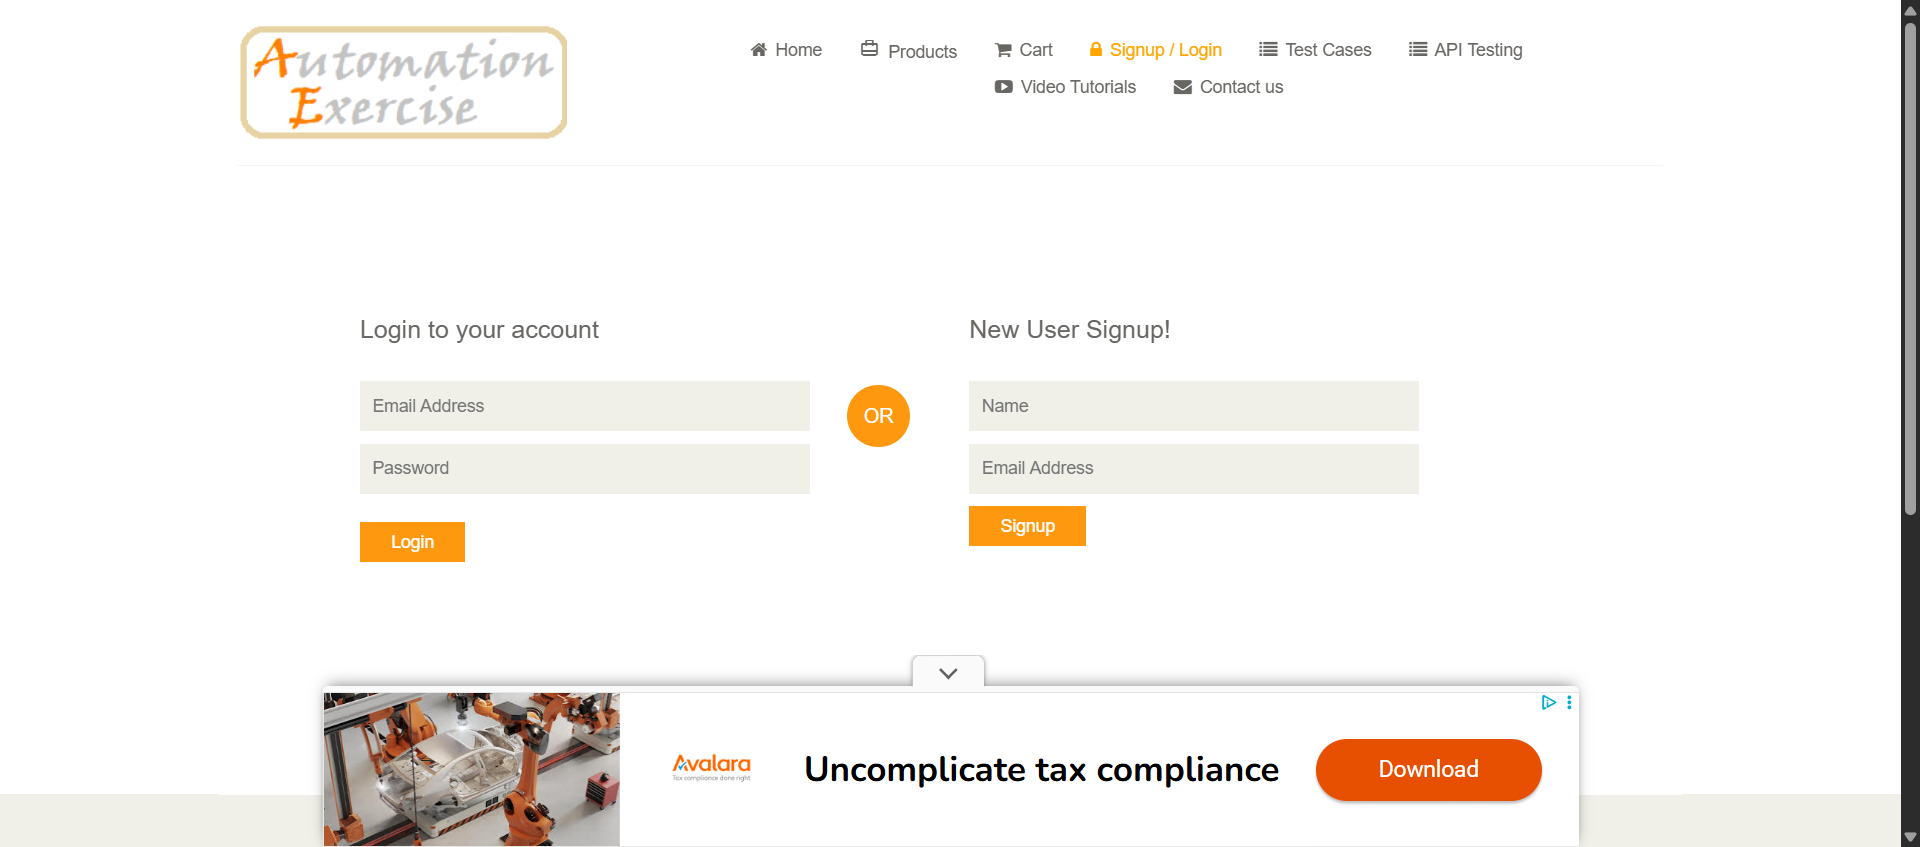 Automation
Exercise
Home
Products
Cart
Signup / Login
Test Cases
API Testing
Video Tutorials
Contact us
Login to your account
Email Address
Password
Login
OR
New User Signup!
Name
Email Address
Signup
Avalara
Tax compliance done right
Uncomplicate tax compliance
Download